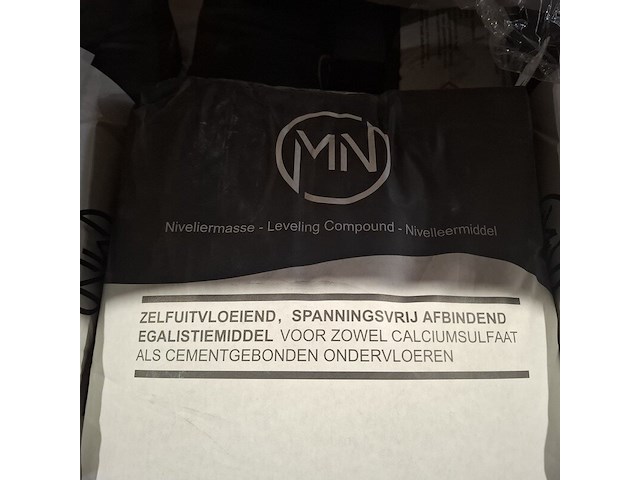 MN
Niveliermasse - Leveling Compound - Nivelleermiddel
ZELFUITVLOEIEND, SPANNINGSVRIJ AFBINDEND
EGALISTIEMIDDEL VOOR ZOWEL CALCIUMSULFAAT
ALS CEMENTGEBONDEN ONDERVLOEREN